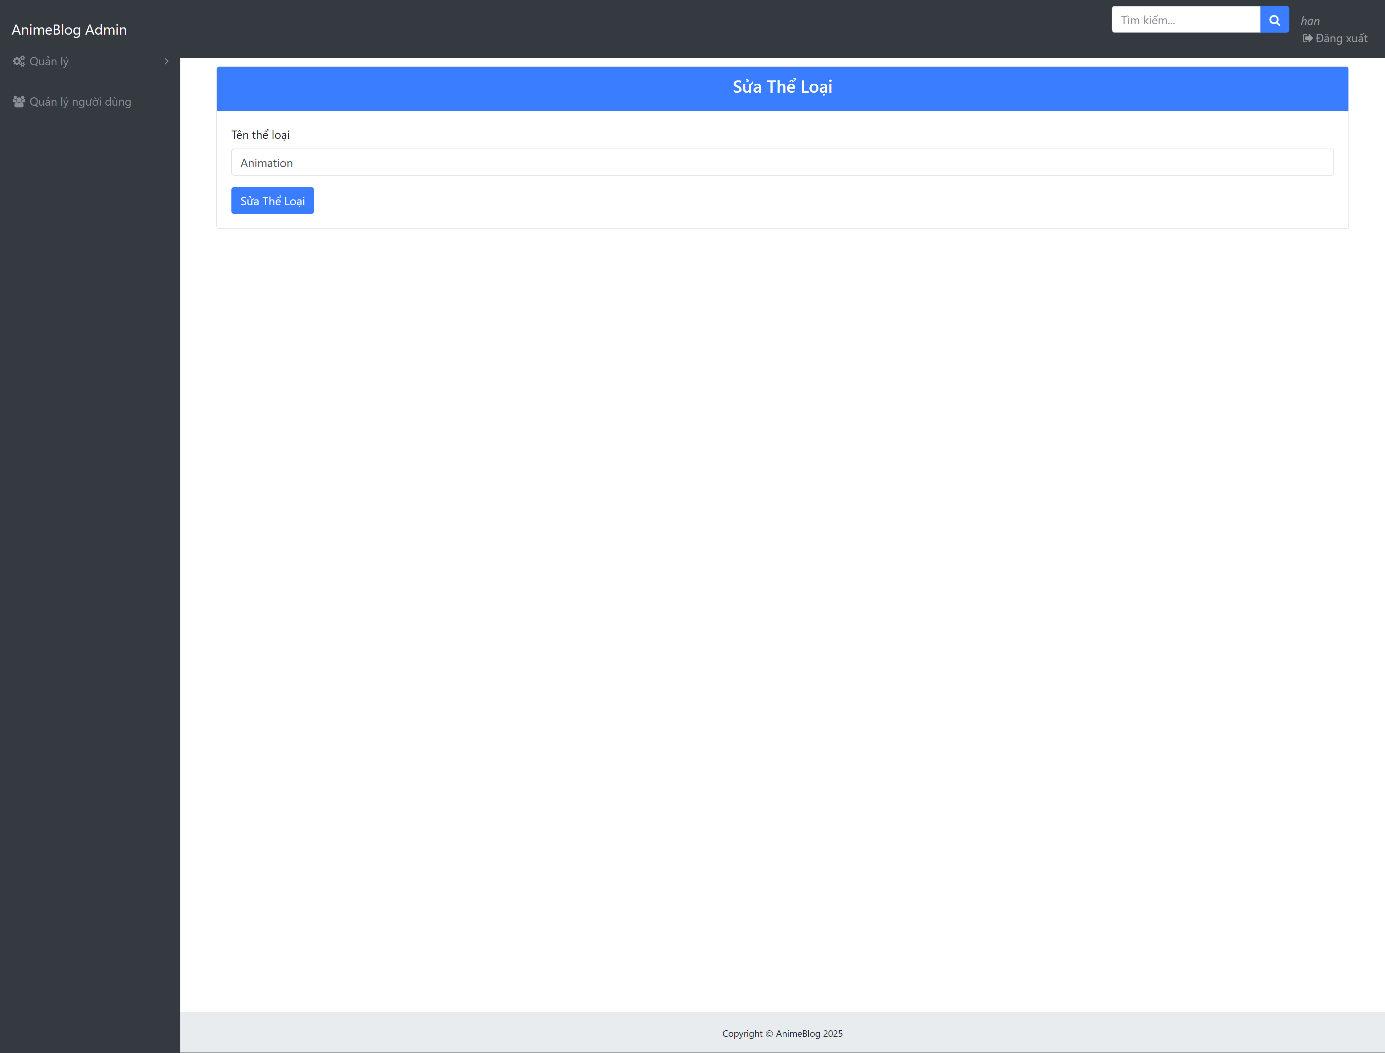 AnimeBlog Admin
Tìm kiếm...
han
Đăng xuất
Quản lý
Quản lý người dùng
Sửa Thể Loại
Tên thể loại
Animation
Sửa Thể Loại
Copyright © AnimeBlog 2025